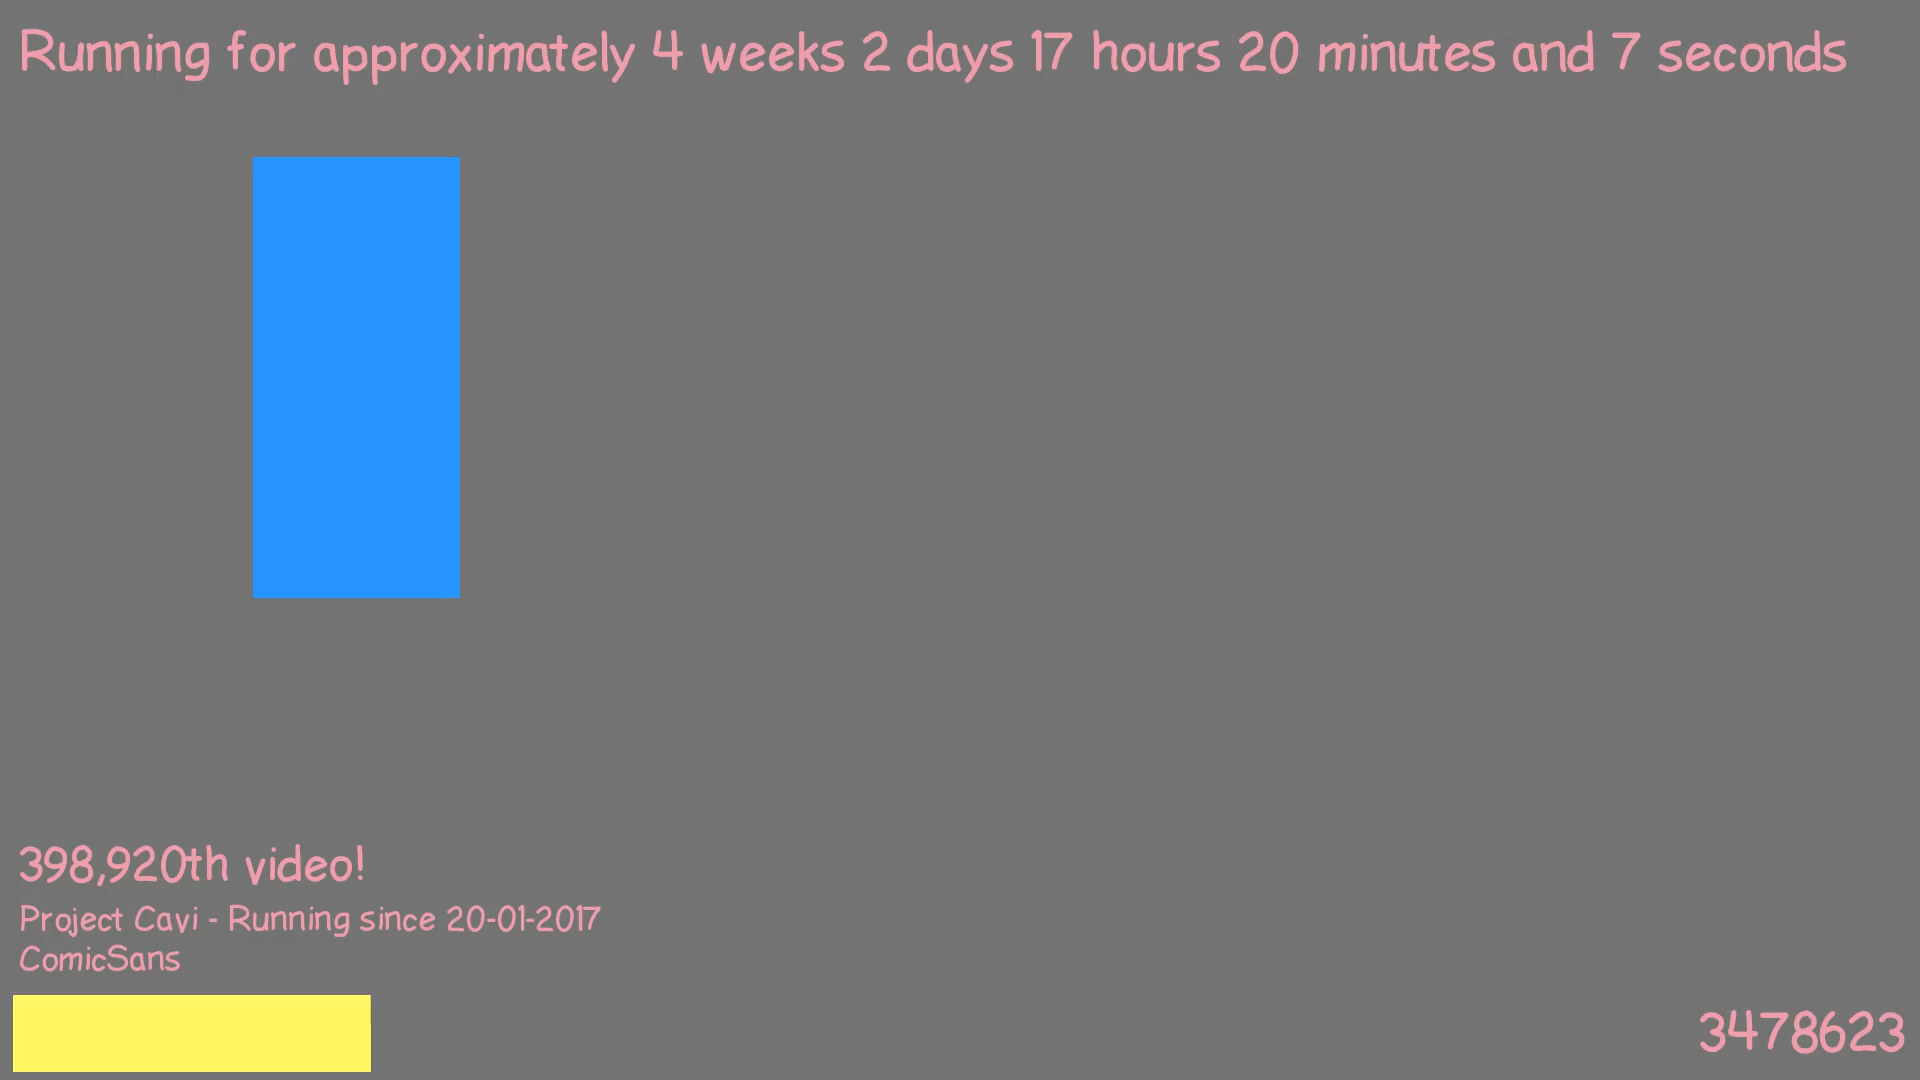 Running for approximately 4 weeks 2 days 17 hours 20 minutes and 7 seconds
398,920th video!
Project Cavi - Running since 20-01-2017
ComicSans
3478623